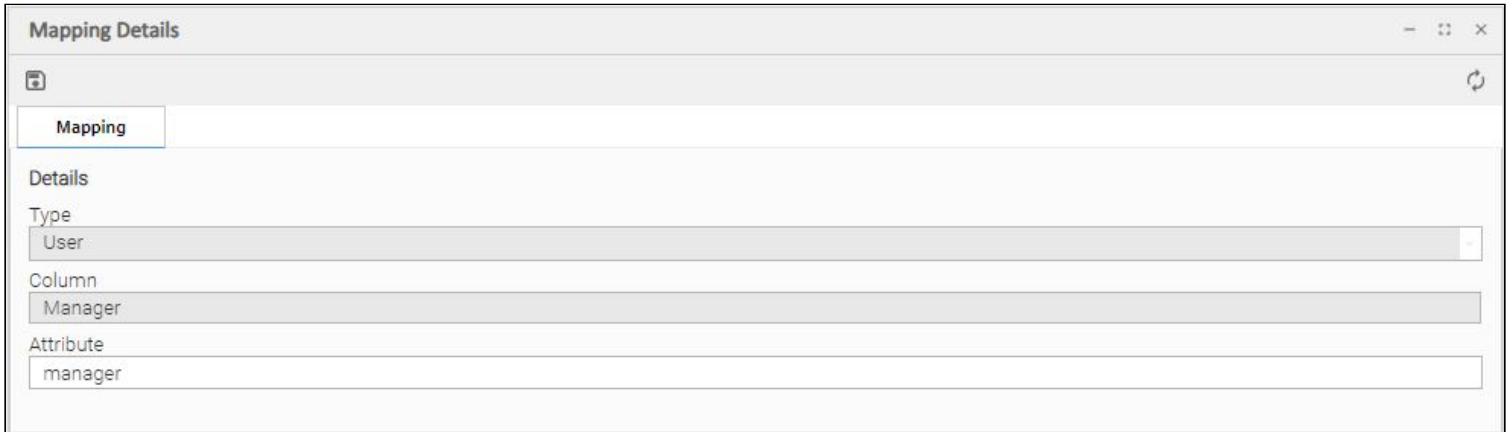 Mapping Details
Mapping
Details
Type
User
Column
Manager
Attribute
manager